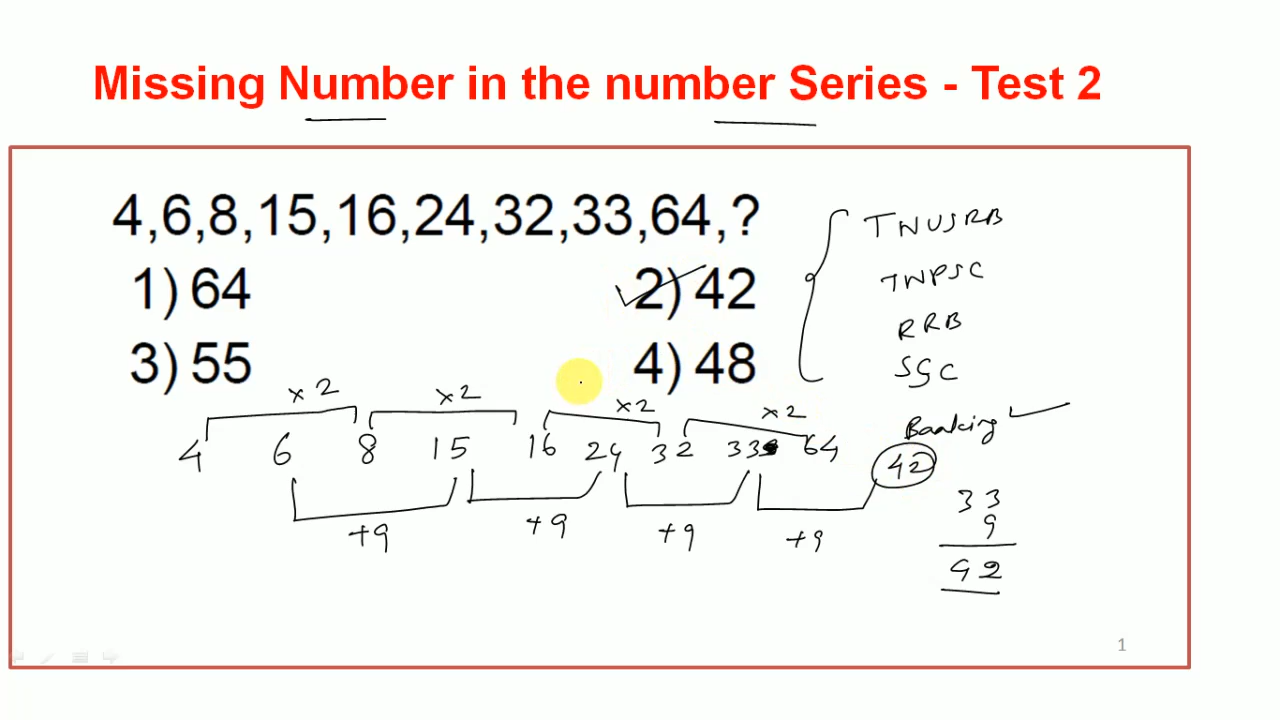 Missing Number in the number Series - Test 2
4,6,8,15,16,24,32,33,64,?
1) 64 2) 42
3) 55 4) 48
TNUSRB
TNPSC
RRB
SSC
Banking
×2 ×2 ×2 ×2
4 6 8 15 16 24 32 33 64 42
+9 +9 +9 +9
33
9
42
1